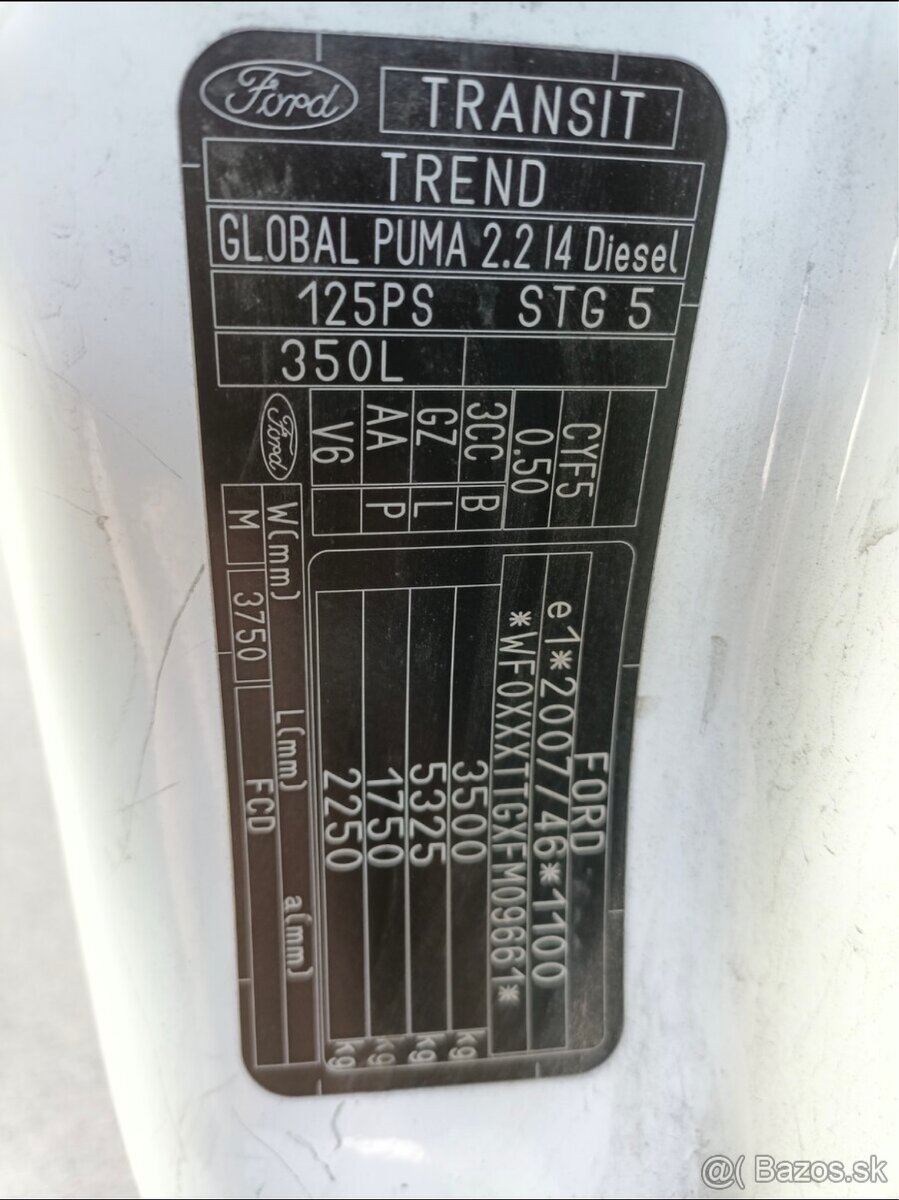 Ford
TRANSIT
TREND
GLOBAL PUMA 2.2 I4 Diesel
125PS STG 5
350L
CYF5
0.50
3CC B
GZ L
AA P
V6
Ford
FORD
e1*2007/46*1100
*WF0XXXTTGXFM09661*
3500 kg
5325 kg
1750 kg
2250 kg
W(mm) L(mm) a(mm)
M 3750 FCD
@( Bazos.sk